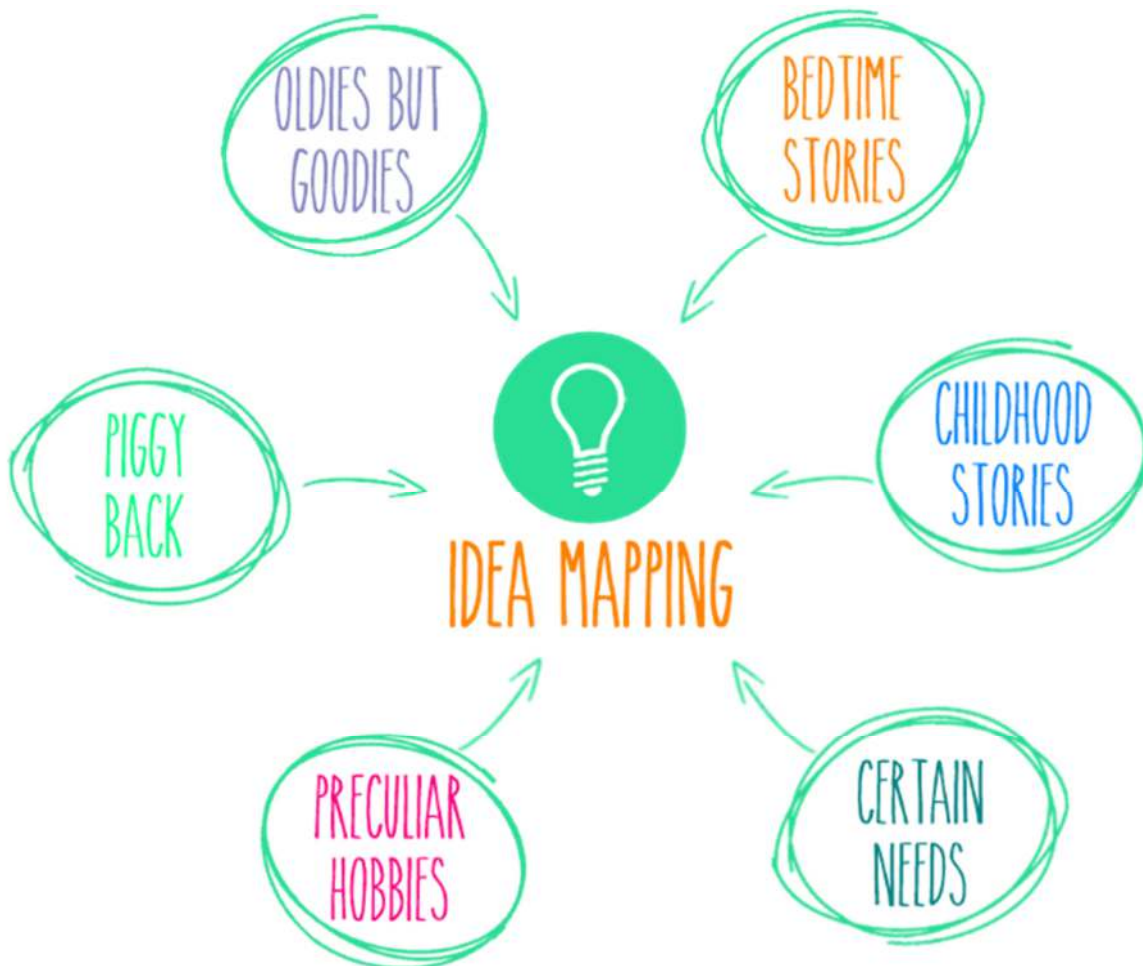 OLDIES BUT
GOODIES
BEDTIME
STORIES
PIGGY
BACK
CHILDHOOD
STORIES
IDEA MAPPING
PRECULIAR
HOBBIES
CERTAIN
NEEDS